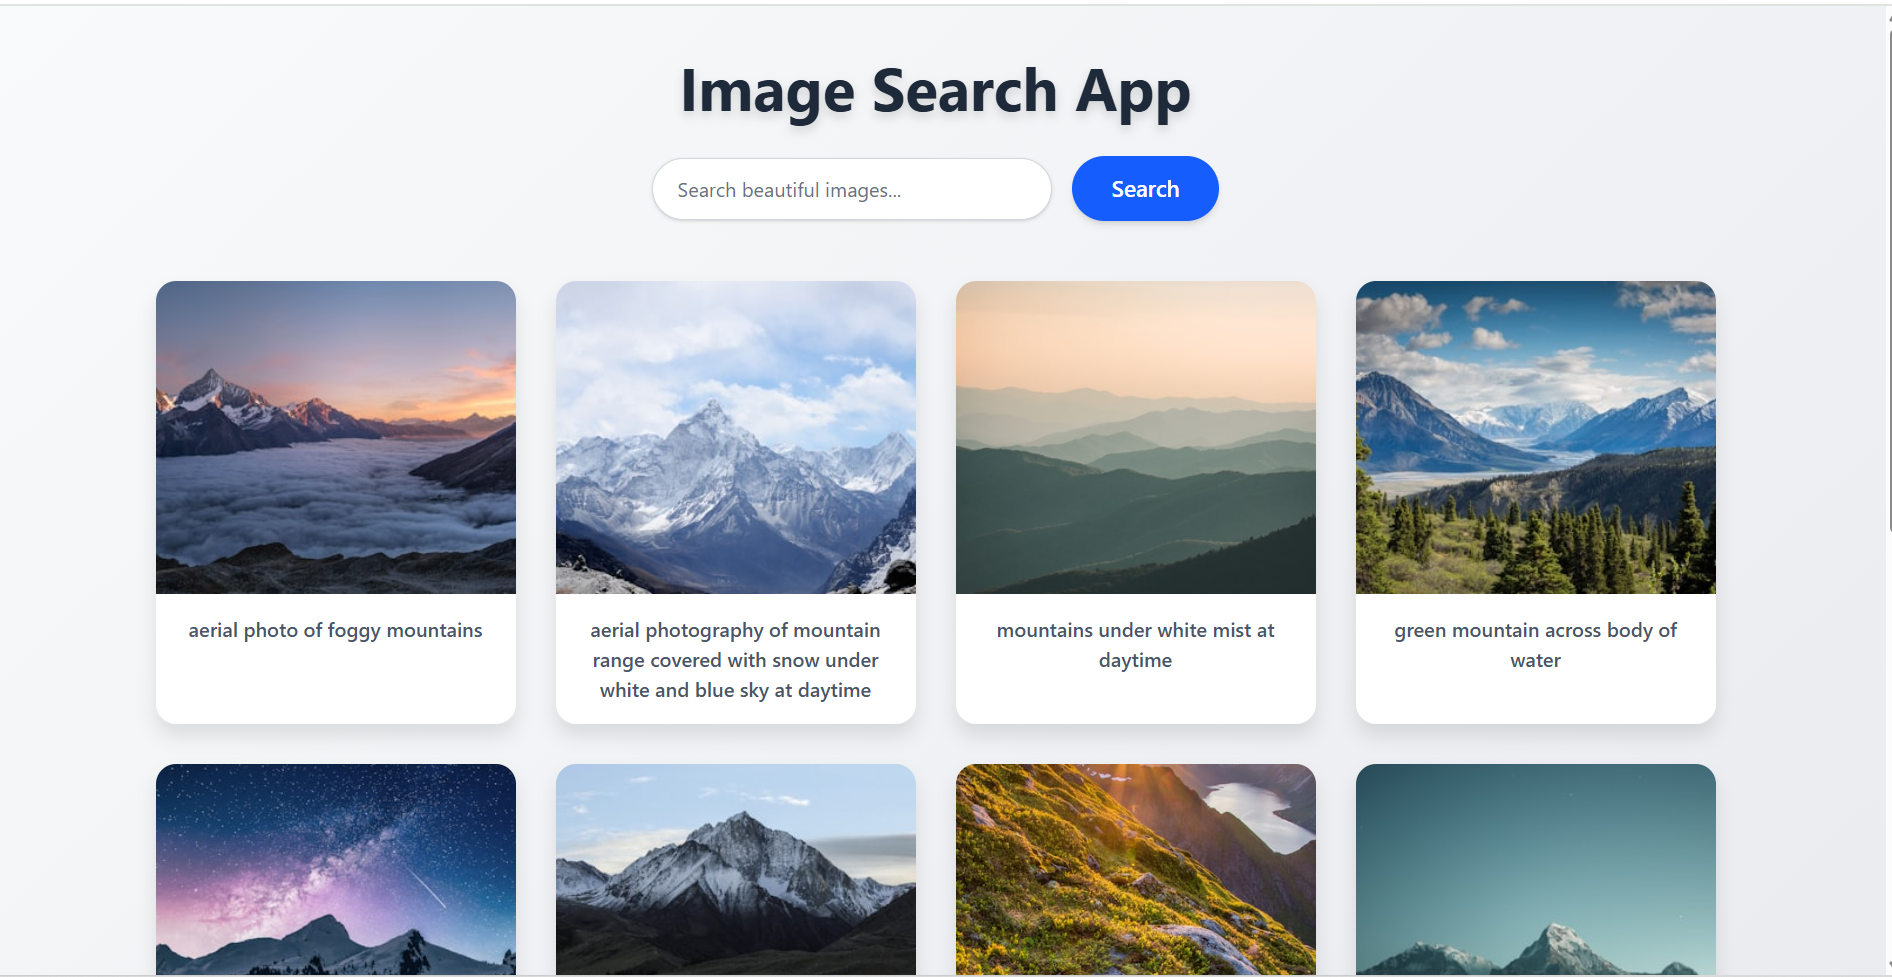 Image Search App
Search beautiful images...
Search
aerial photo of foggy mountains
aerial photography of mountain
range covered with snow under
white and blue sky at daytime
mountains under white mist at
daytime
green mountain across body of
water